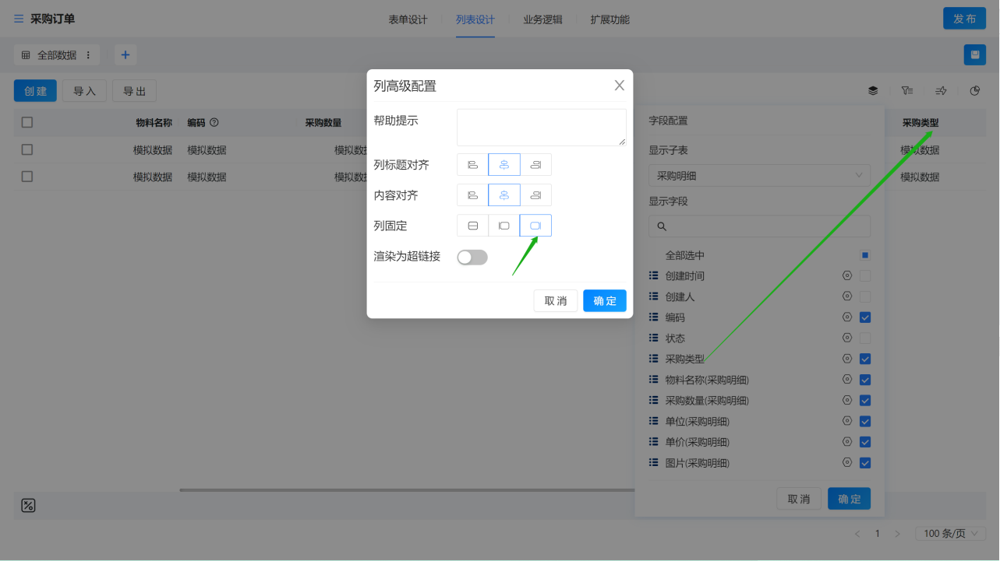 采购订单 表单设计 列表设计 业务逻辑 扩展功能 发布
全部数据
创建 导入 导出
物料名称 编码 采购数量 采购类型
模拟数据 模拟数据 模拟数 模拟数据
模拟数据 模拟数据 模拟数 模拟数据
列高级配置
帮助提示
列标题对齐
内容对齐
列固定
渲染为超链接
取消 确定
字段配置
显示子表
采购明细
显示字段
全部选中
创建时间
创建人
编码
状态
采购类型
物料名称(采购明细)
采购数量(采购明细)
单位(采购明细)
单价(采购明细)
图片(采购明细)
取消 确定
< 1 > 100 条/页